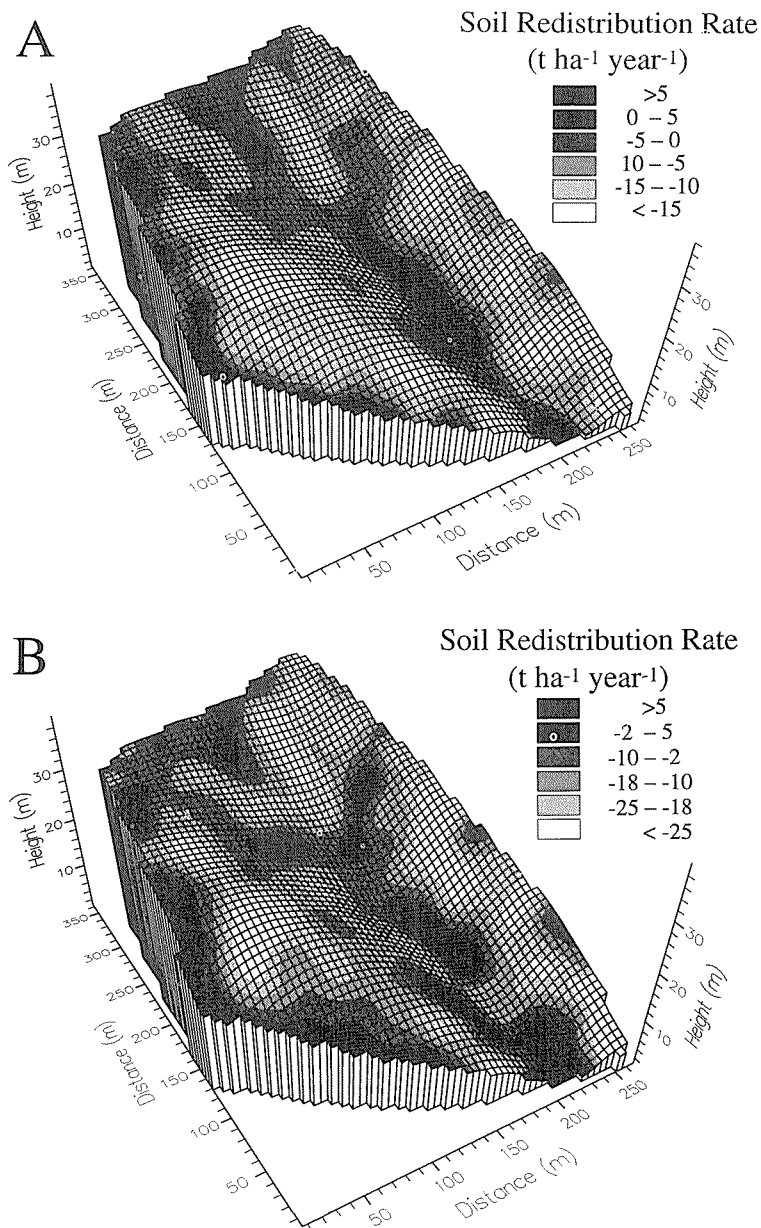 A
Soil Redistribution Rate
(t ha-1 year-1)
>5
0 – 5
-5 – 0
10 – -5
-15 – -10
< -15
Height (m)
30
20
10
350
300
250
200
150
100
50
Distance (m)
50
100
150
200
250
Distance (m)
30
20
10
Height (m)
B
Soil Redistribution Rate
(t ha-1 year-1)
>5
-2 – 5
-10 – -2
-18 – -10
-25 – -18
< -25
Height (m)
30
20
10
350
300
250
200
150
100
50
Distance (m)
50
100
150
200
250
Distance (m)
30
20
10
Height (m)